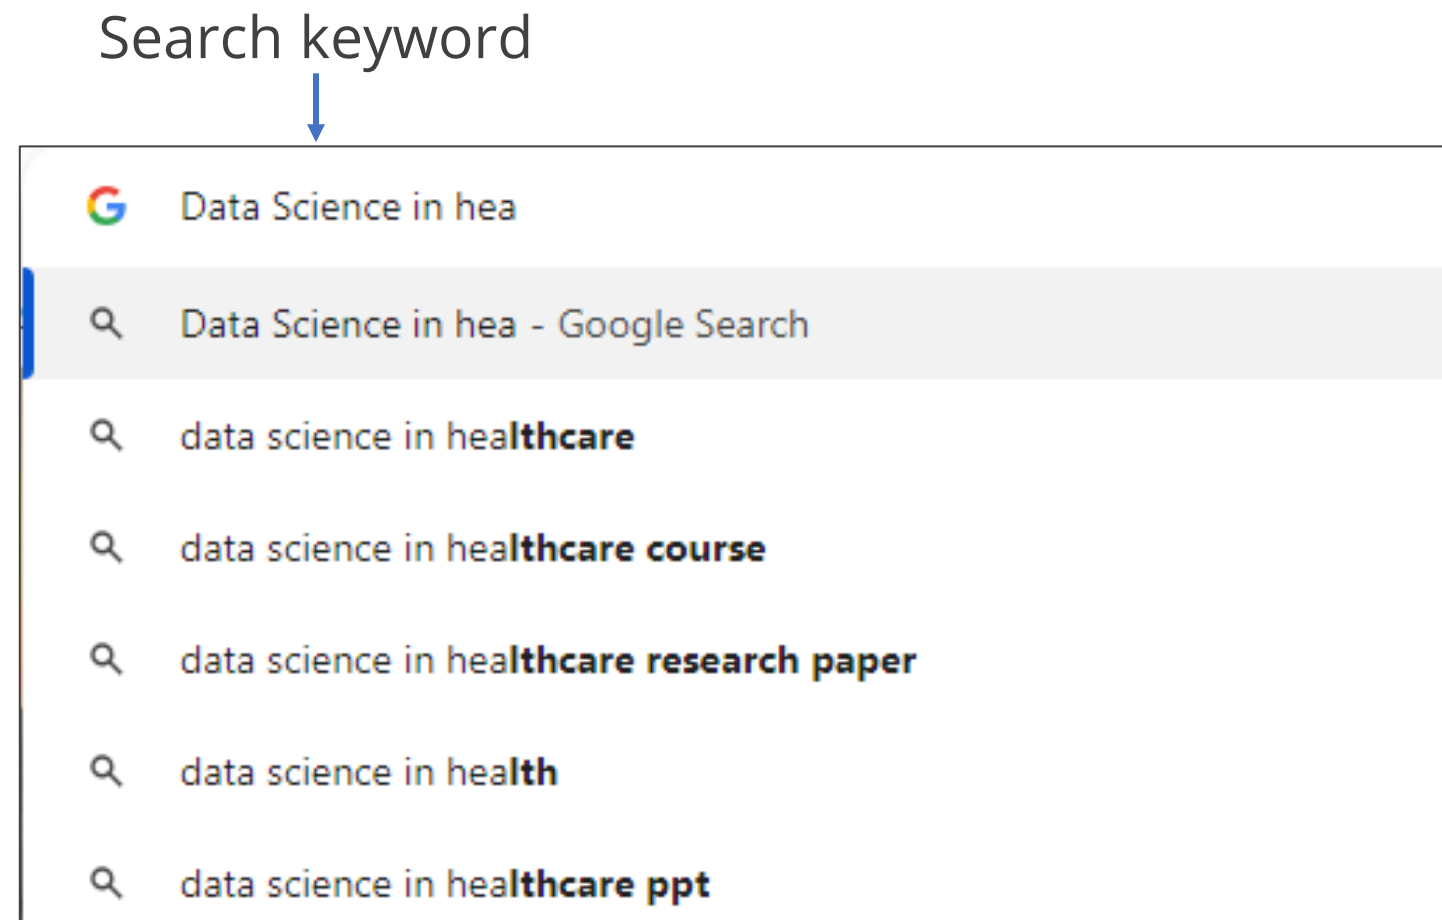 Search keyword
Data Science in hea
Data Science in hea - Google Search
data science in healthcare
data science in healthcare course
data science in healthcare research paper
data science in health
data science in healthcare ppt